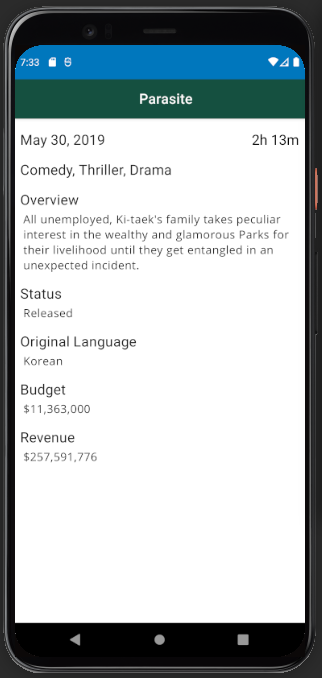 7:33
Parasite
May 30, 2019 2h 13m
Comedy, Thriller, Drama
Overview
All unemployed, Ki-taek's family takes peculiar
interest in the wealthy and glamorous Parks for
their livelihood until they get entangled in an
unexpected incident.
Status
Released
Original Language
Korean
Budget
$11,363,000
Revenue
$257,591,776